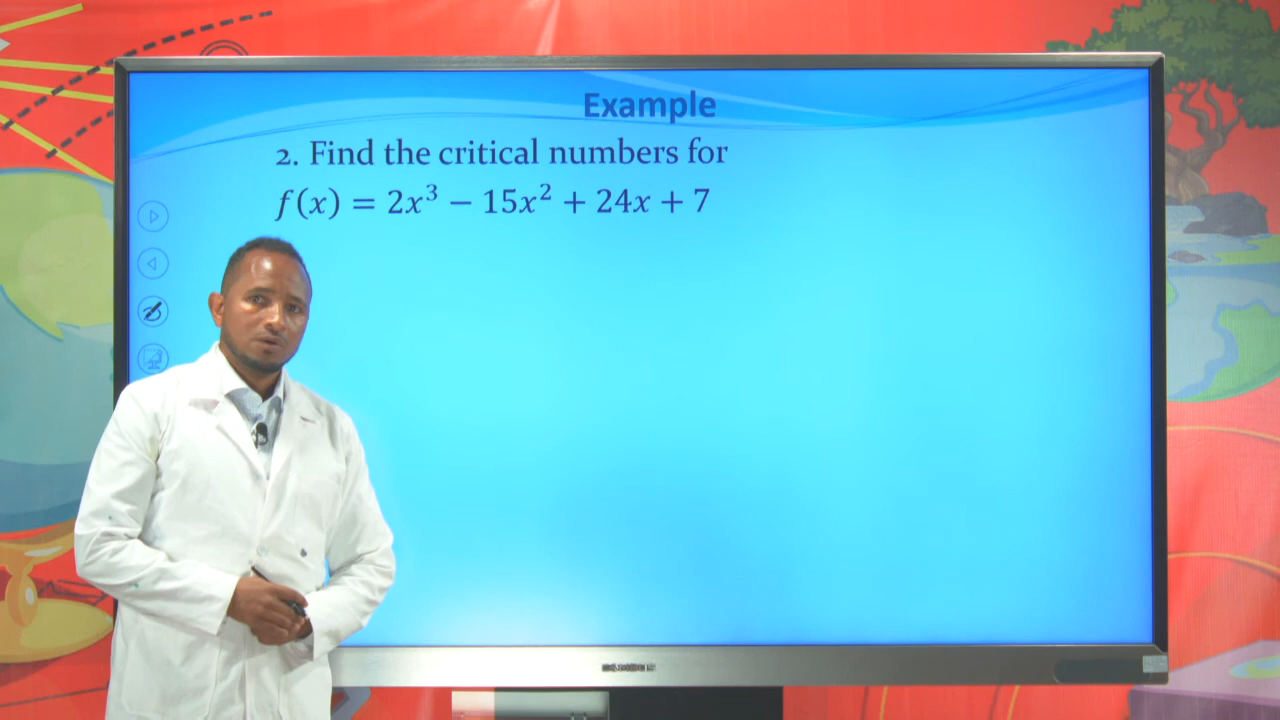 Example
2. Find the critical numbers for
f(x) = 2x³ − 15x² + 24x + 7